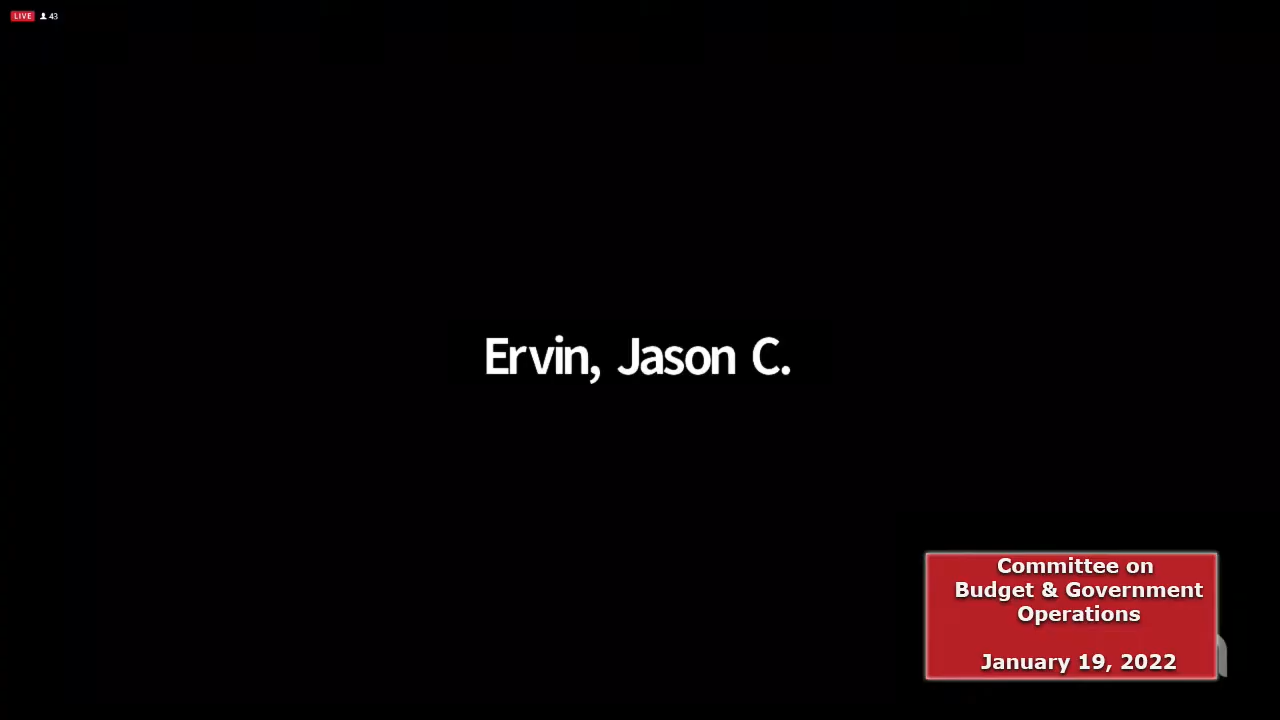 LIVE 43
Ervin, Jason C.
Committee on
Budget & Government
Operations
January 19, 2022